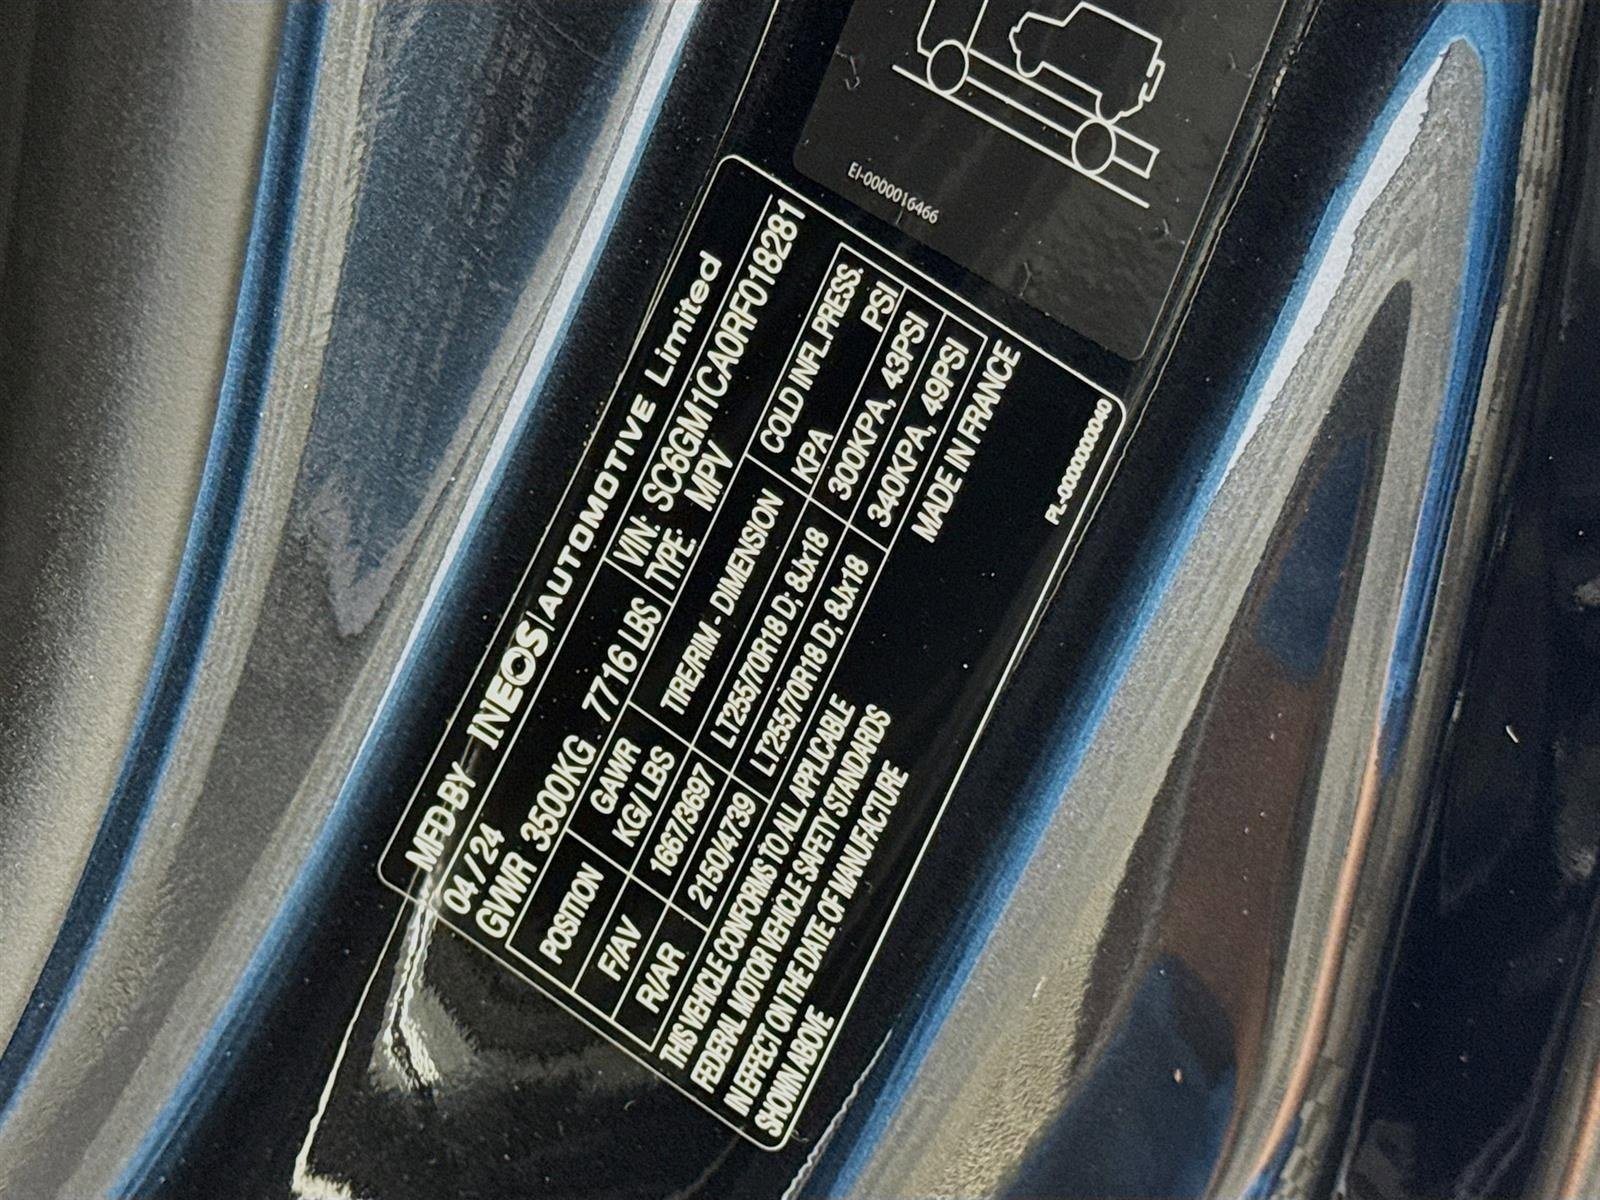 EI-0000016466
MFD BY INEOS | AUTOMOTIVE Limited
04 / 24 VIN: SC6GM1CA0RF018281
GVWR 3500KG 7716 LBS TYPE: MPV
POSITION GAWR KG/LBS TIRE/RIM - DIMENSION COLD INFL.PRESS. KPA PSI
F/AV 1667/3697 LT255/70R18 D; 8Jx18 300KPA, 43PSI
R/AR 2150/4739 LT255/70R18 D; 8Jx18 340KPA, 49PSI
THIS VEHICLE CONFORMS TO ALL APPLICABLE MADE IN FRANCE
FEDERAL MOTOR VEHICLE SAFETY STANDARDS
IN EFFECT ON THE DATE OF MANUFACTURE
SHOWN ABOVE
PL-0000000040